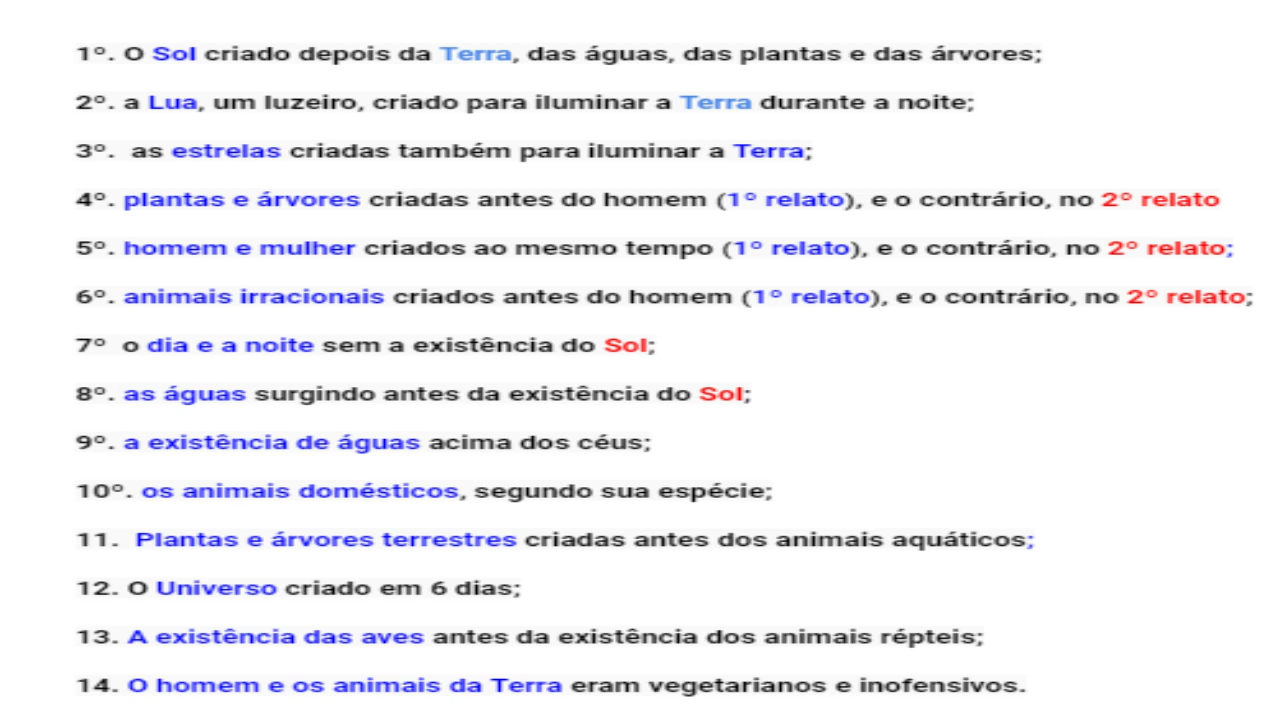 1º. O Sol criado depois da Terra, das águas, das plantas e das árvores;
2º. a Lua, um luzeiro, criado para iluminar a Terra durante a noite;
3º. as estrelas criadas também para iluminar a Terra;
4º. plantas e árvores criadas antes do homem (1º relato), e o contrário, no 2º relato
5º. homem e mulher criados ao mesmo tempo (1º relato), e o contrário, no 2º relato;
6º. animais irracionais criados antes do homem (1º relato), e o contrário, no 2º relato;
7º o dia e a noite sem a existência do Sol;
8º. as águas surgindo antes da existência do Sol;
9º. a existência de águas acima dos céus;
10º. os animais domésticos, segundo sua espécie;
11. Plantas e árvores terrestres criadas antes dos animais aquáticos;
12. O Universo criado em 6 dias;
13. A existência das aves antes da existência dos animais répteis;
14. O homem e os animais da Terra eram vegetarianos e inofensivos.